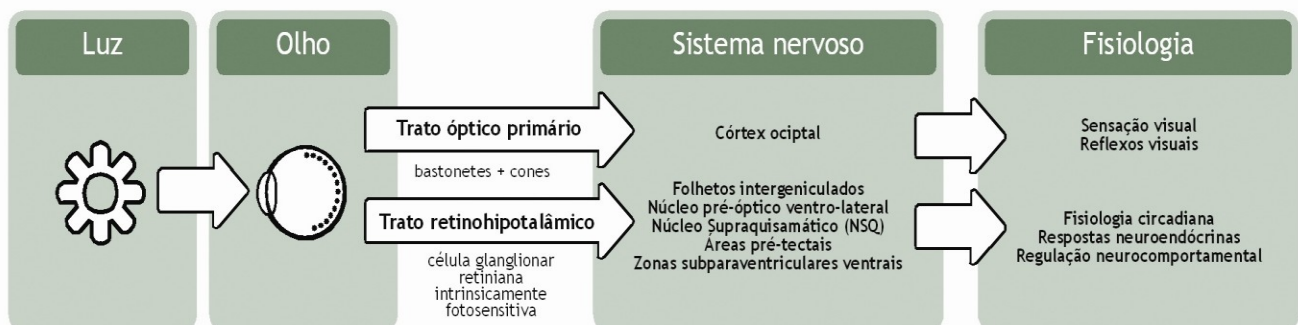 Luz
Olho
Sistema nervoso
Fisiologia
Trato óptico primário
bastonetes + cones
Córtex ociptal
Sensação visual
Reflexos visuais
Trato retinohipotalâmico
célula glanglionar
retiniana
intrinsicamente
fotosensitiva
Folhetos intergeniculados
Núcleo pré-óptico ventro-lateral
Núcleo Supraquisamático (NSQ)
Áreas pré-tectais
Zonas subparaventriculares ventrais
Fisiologia circadiana
Respostas neuroendócrinas
Regulação neurocomportamental